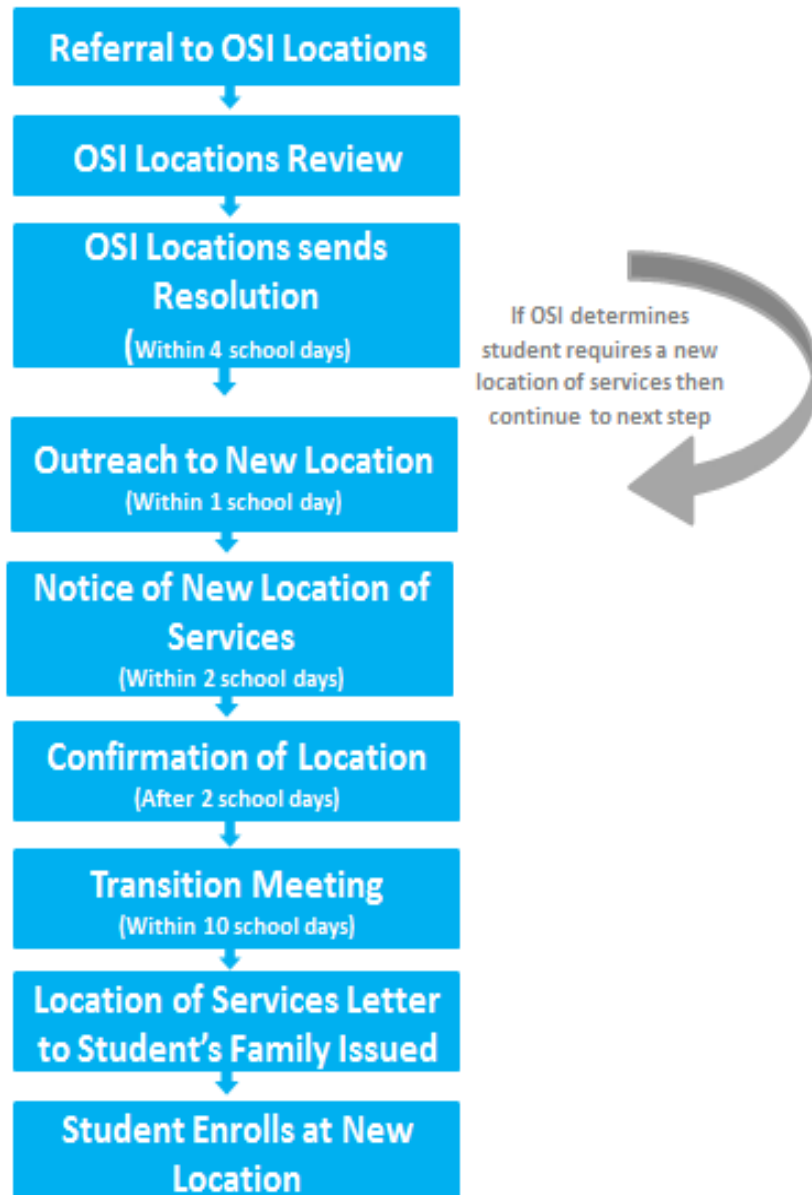 Referral to OSI Locations
OSI Locations Review
OSI Locations sends
Resolution
(Within 4 school days)
If OSI determines
student requires a new
location of services then
continue to next step
Outreach to New Location
(Within 1 school day)
Notice of New Location of
Services
(Within 2 school days)
Confirmation of Location
(After 2 school days)
Transition Meeting
(Within 10 school days)
Location of Services Letter
to Student's Family Issued
Student Enrolls at New
Location